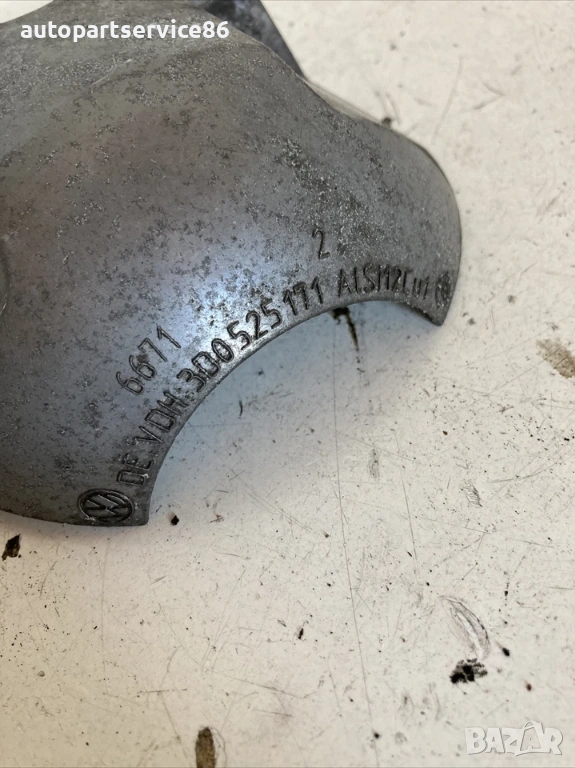 autopartservice86
2
6671
DE VDH 3D0 525 171 AlSi12Cu1
BAZAR